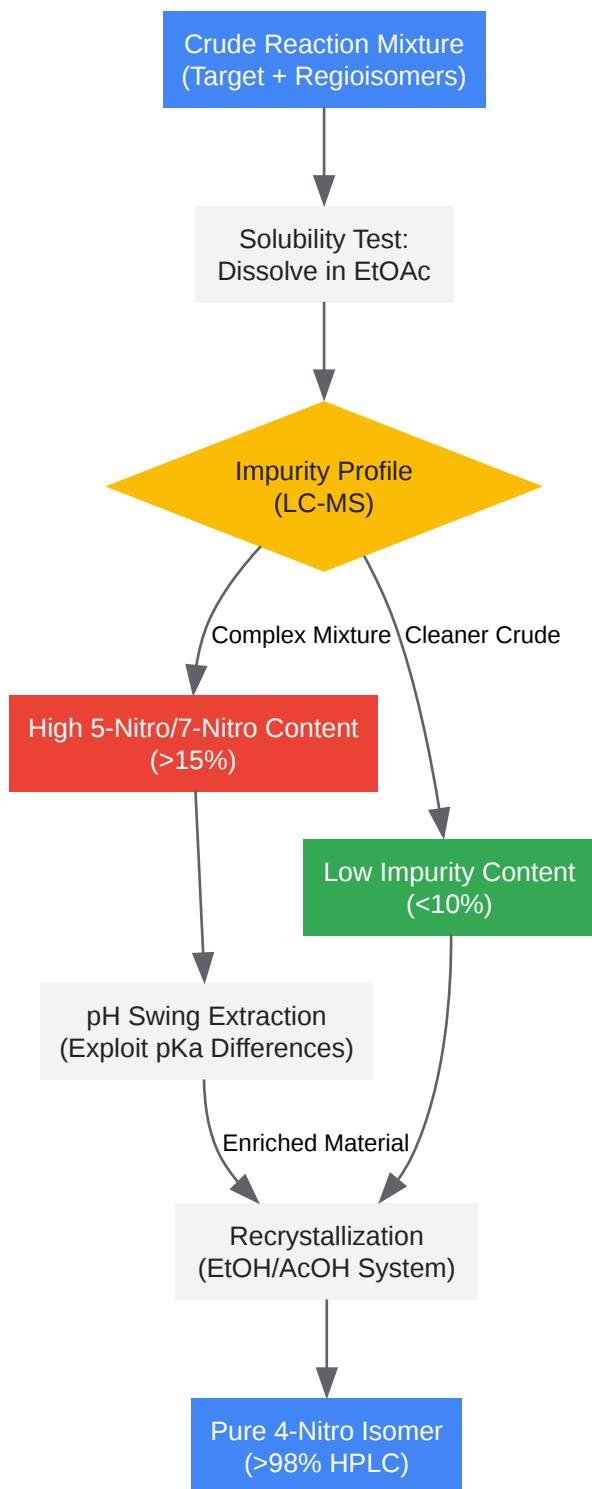 Crude Reaction Mixture
(Target + Regioisomers)
Solubility Test:
Dissolve in EtOAc
Impurity Profile
(LC-MS)
Complex Mixture
Cleaner Crude
High 5-Nitro/7-Nitro Content
(>15%)
Low Impurity Content
(<10%)
pH Swing Extraction
(Exploit pKa Differences)
Enriched Material
Recrystallization
(EtOH/AcOH System)
Pure 4-Nitro Isomer
(>98% HPLC)